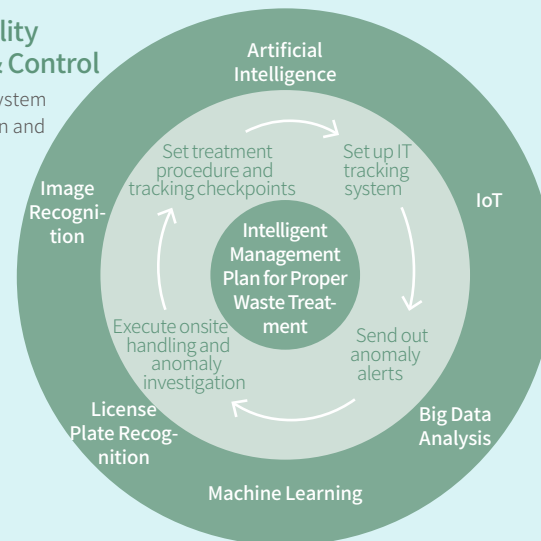 lity
& Control
ystem
n and
Artificial
Intelligence
IoT
Big Data
Analysis
Machine Learning
License
Plate Recog-
nition
Image
Recogni-
tion
Set treatment
procedure and
tracking checkpoints
Set up IT
tracking
system
Send out
anomaly
alerts
Execute onsite
handling and
anomaly
investigation
Intelligent
Management
Plan for Proper
Waste Treat-
ment